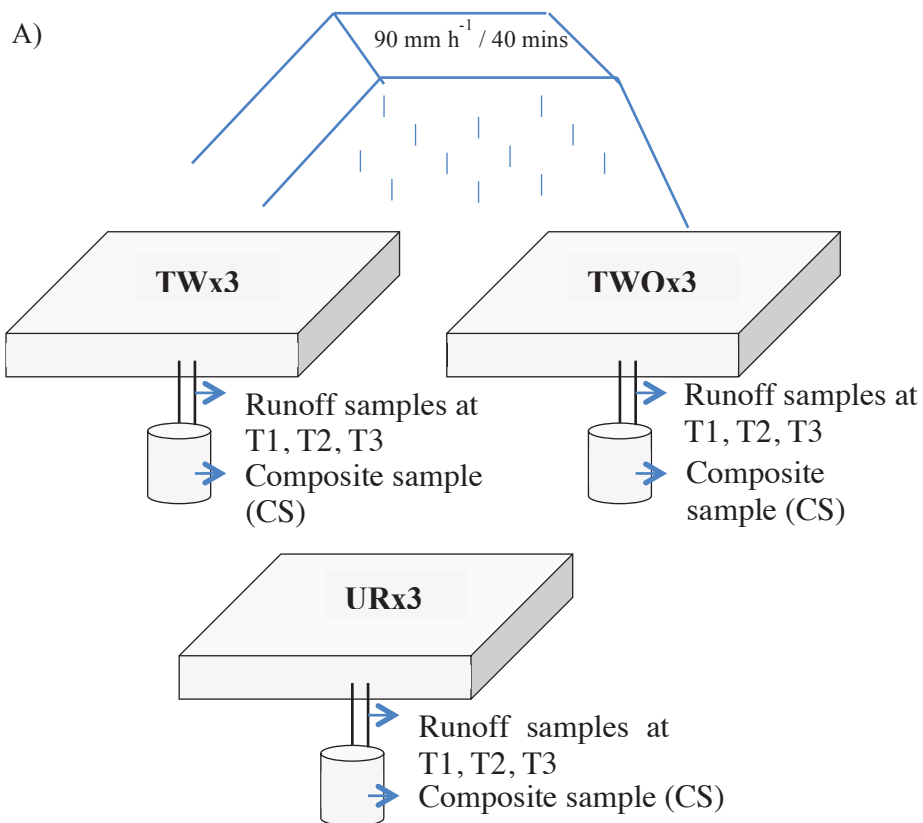 A)
90 mm h⁻¹ / 40 mins
TWx3
TWOx3
Runoff samples at
T1, T2, T3
Composite sample
(CS)
Runoff samples at
T1, T2, T3
Composite
sample (CS)
URx3
Runoff samples at
T1, T2, T3
Composite sample (CS)